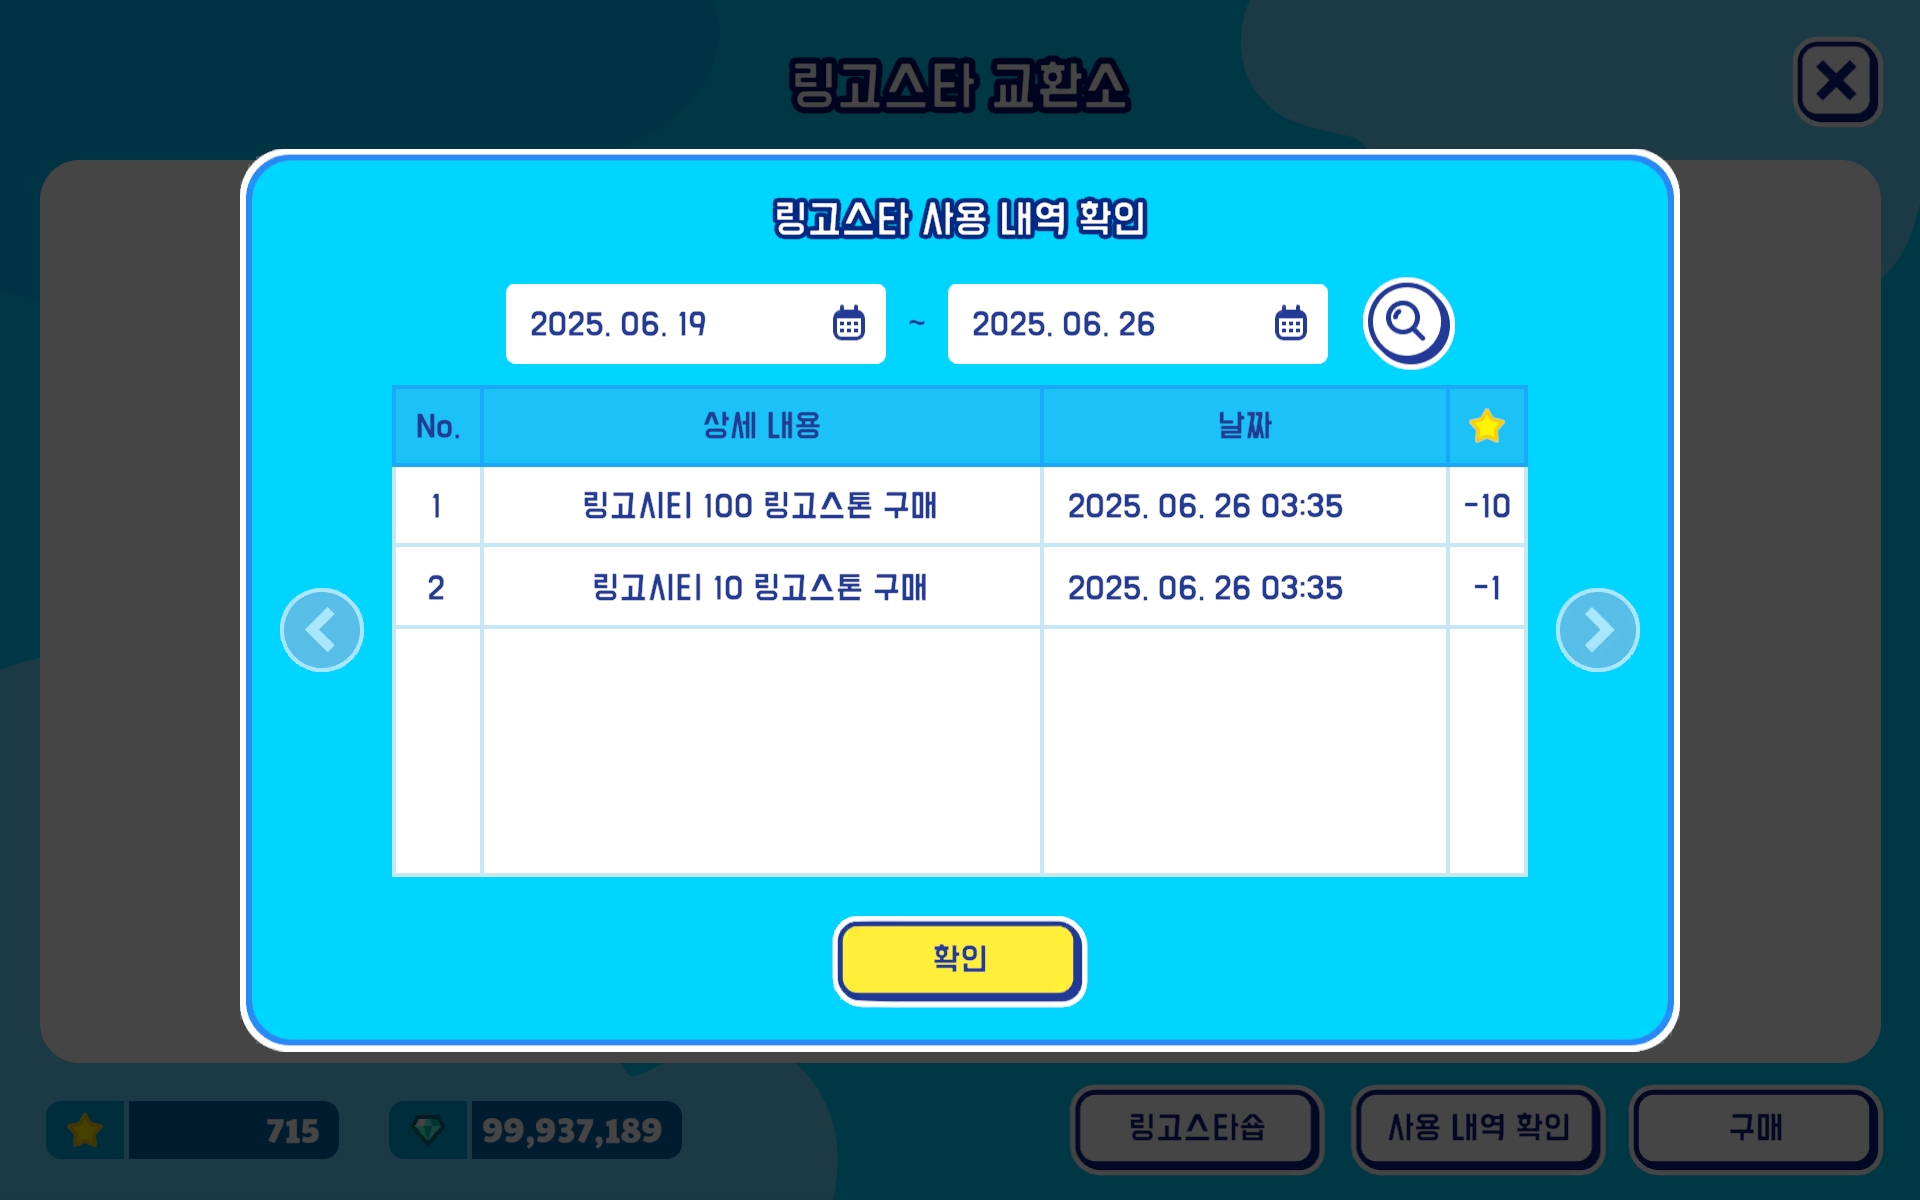 링고스타 교환소
링고스타 사용 내역 확인
2025. 06. 19 ~ 2025. 06. 26
No. 상세 내용 날짜
1 링고시티 100 링고스톤 구매 2025. 06. 26 03:35 -10
2 링고시티 10 링고스톤 구매 2025. 06. 26 03:35 -1
확인
715 99,937,189 링고스타숍 사용 내역 확인 구매